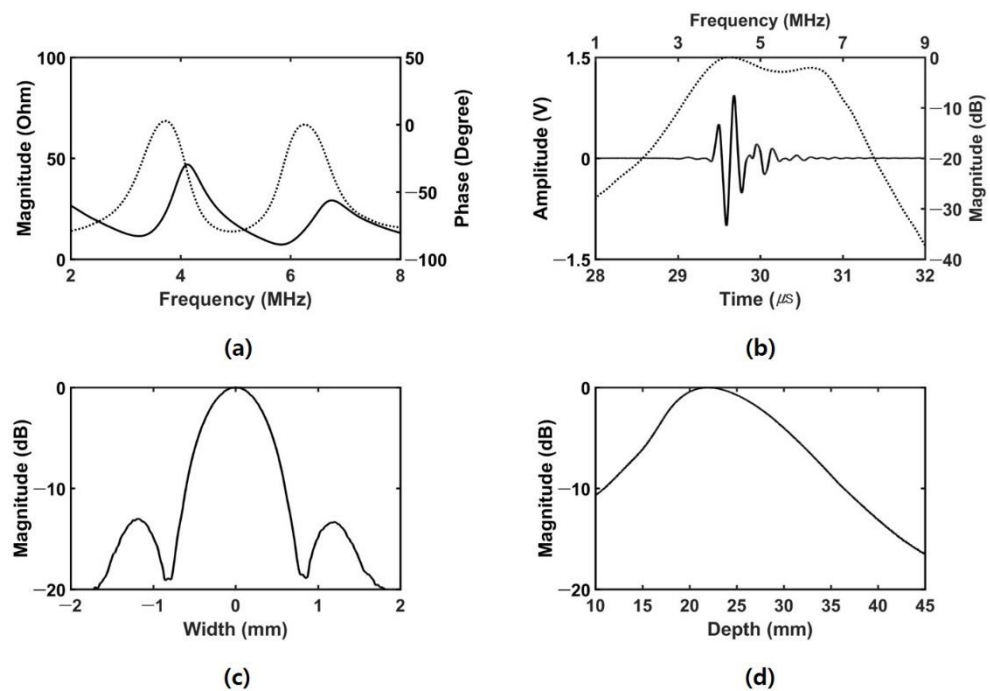 Frequency (MHz)
1 3 5 7 9
100
50
0
Magnitude (Ohm)
50
0
−50
−100
Phase (Degree)
2 4 6 8
Frequency (MHz)
(a)
1.5
0
−1.5
Amplitude (V)
0
−10
−20
−30
−40
Magnitude (dB)
28 29 30 31 32
Time (μs)
(b)
0
−10
−20
Magnitude (dB)
−2 −1 0 1 2
Width (mm)
(c)
0
−10
−20
Magnitude (dB)
10 15 20 25 30 35 40 45
Depth (mm)
(d)